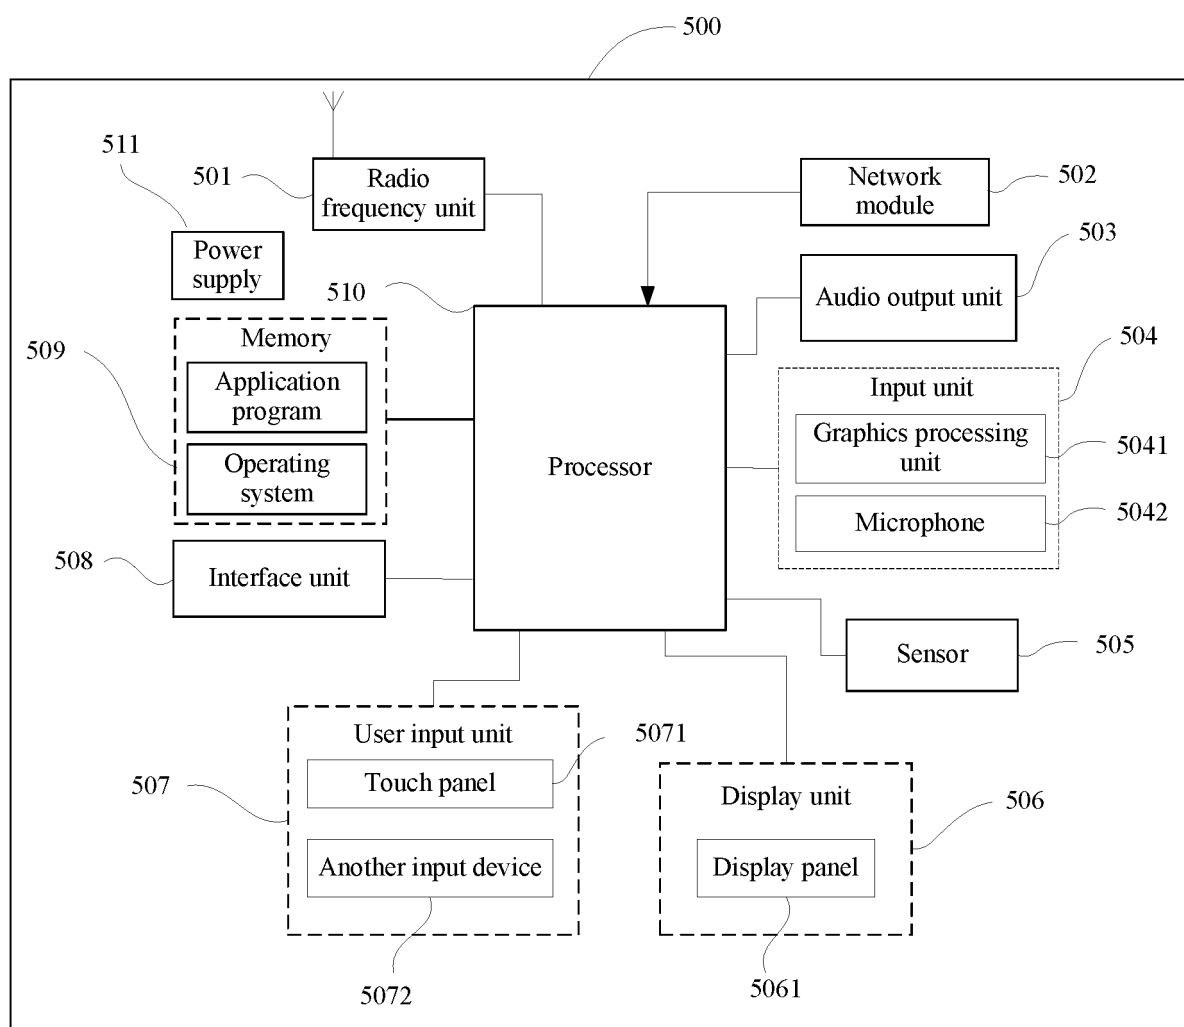 500
511
501
Radio
frequency unit
Network
module
502
503
Power
supply
510
Audio output unit
Memory
509
504
Application
program
Input unit
Graphics processing
unit
5041
Operating
system
Processor
Microphone
5042
508
Interface unit
Sensor
505
User input unit
5071
507
Touch panel
Display unit
506
Another input device
Display panel
5072
5061